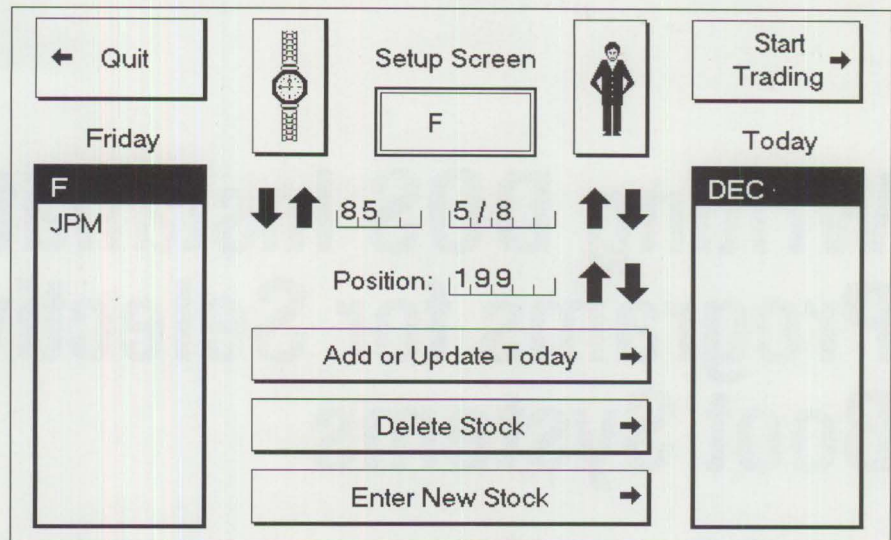 Quit
Setup Screen
Start
Trading
F
Friday
Today
F
JPM
DEC
85 5/8
Position: 199
Add or Update Today
Delete Stock
Enter New Stock